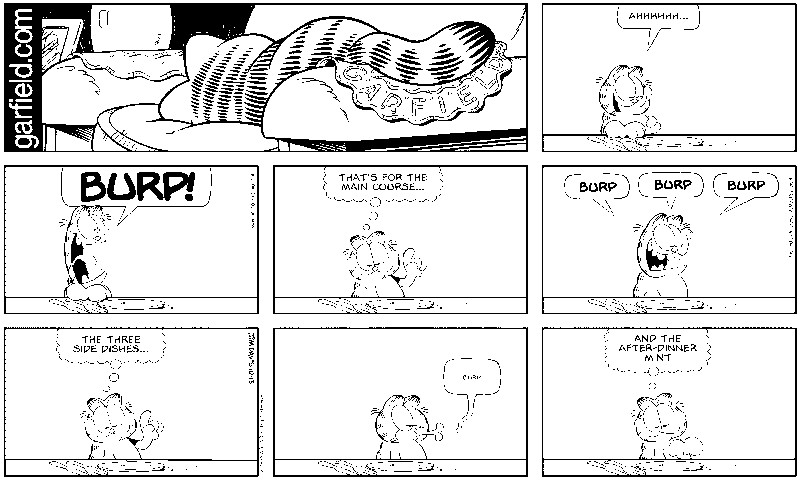 garfield.com
GARFIELD
AHHHHHH...
BURP!
THAT'S FOR THE
MAIN COURSE...
BURP
BURP
BURP
THE THREE
SIDE DISHES...
BURP
AND THE
AFTER-DINNER
MINT